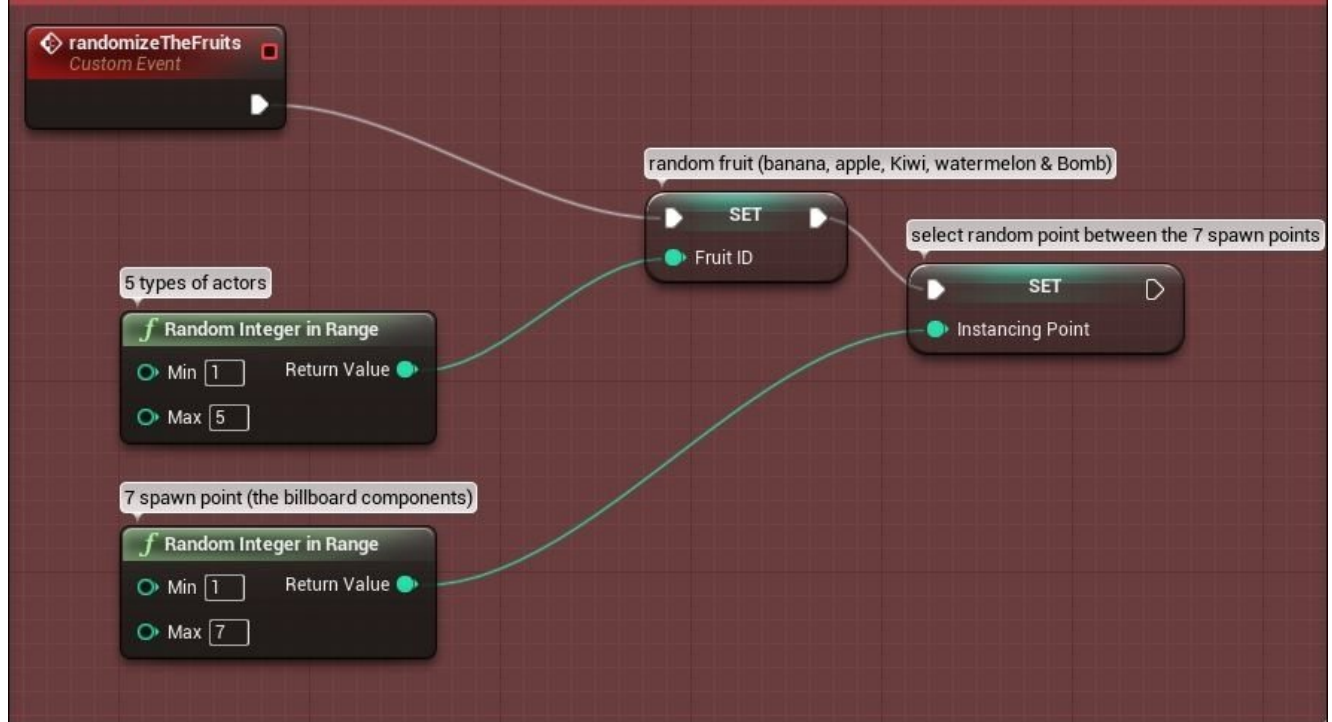 randomizeTheFruits
Custom Event
random fruit (banana, apple, Kiwi, watermelon & Bomb)
SET
Fruit ID
select random point between the 7 spawn points
SET
Instancing Point
5 types of actors
f Random Integer in Range
Min 1 Return Value
Max 5
7 spawn point (the billboard components)
f Random Integer in Range
Min 1 Return Value
Max 7